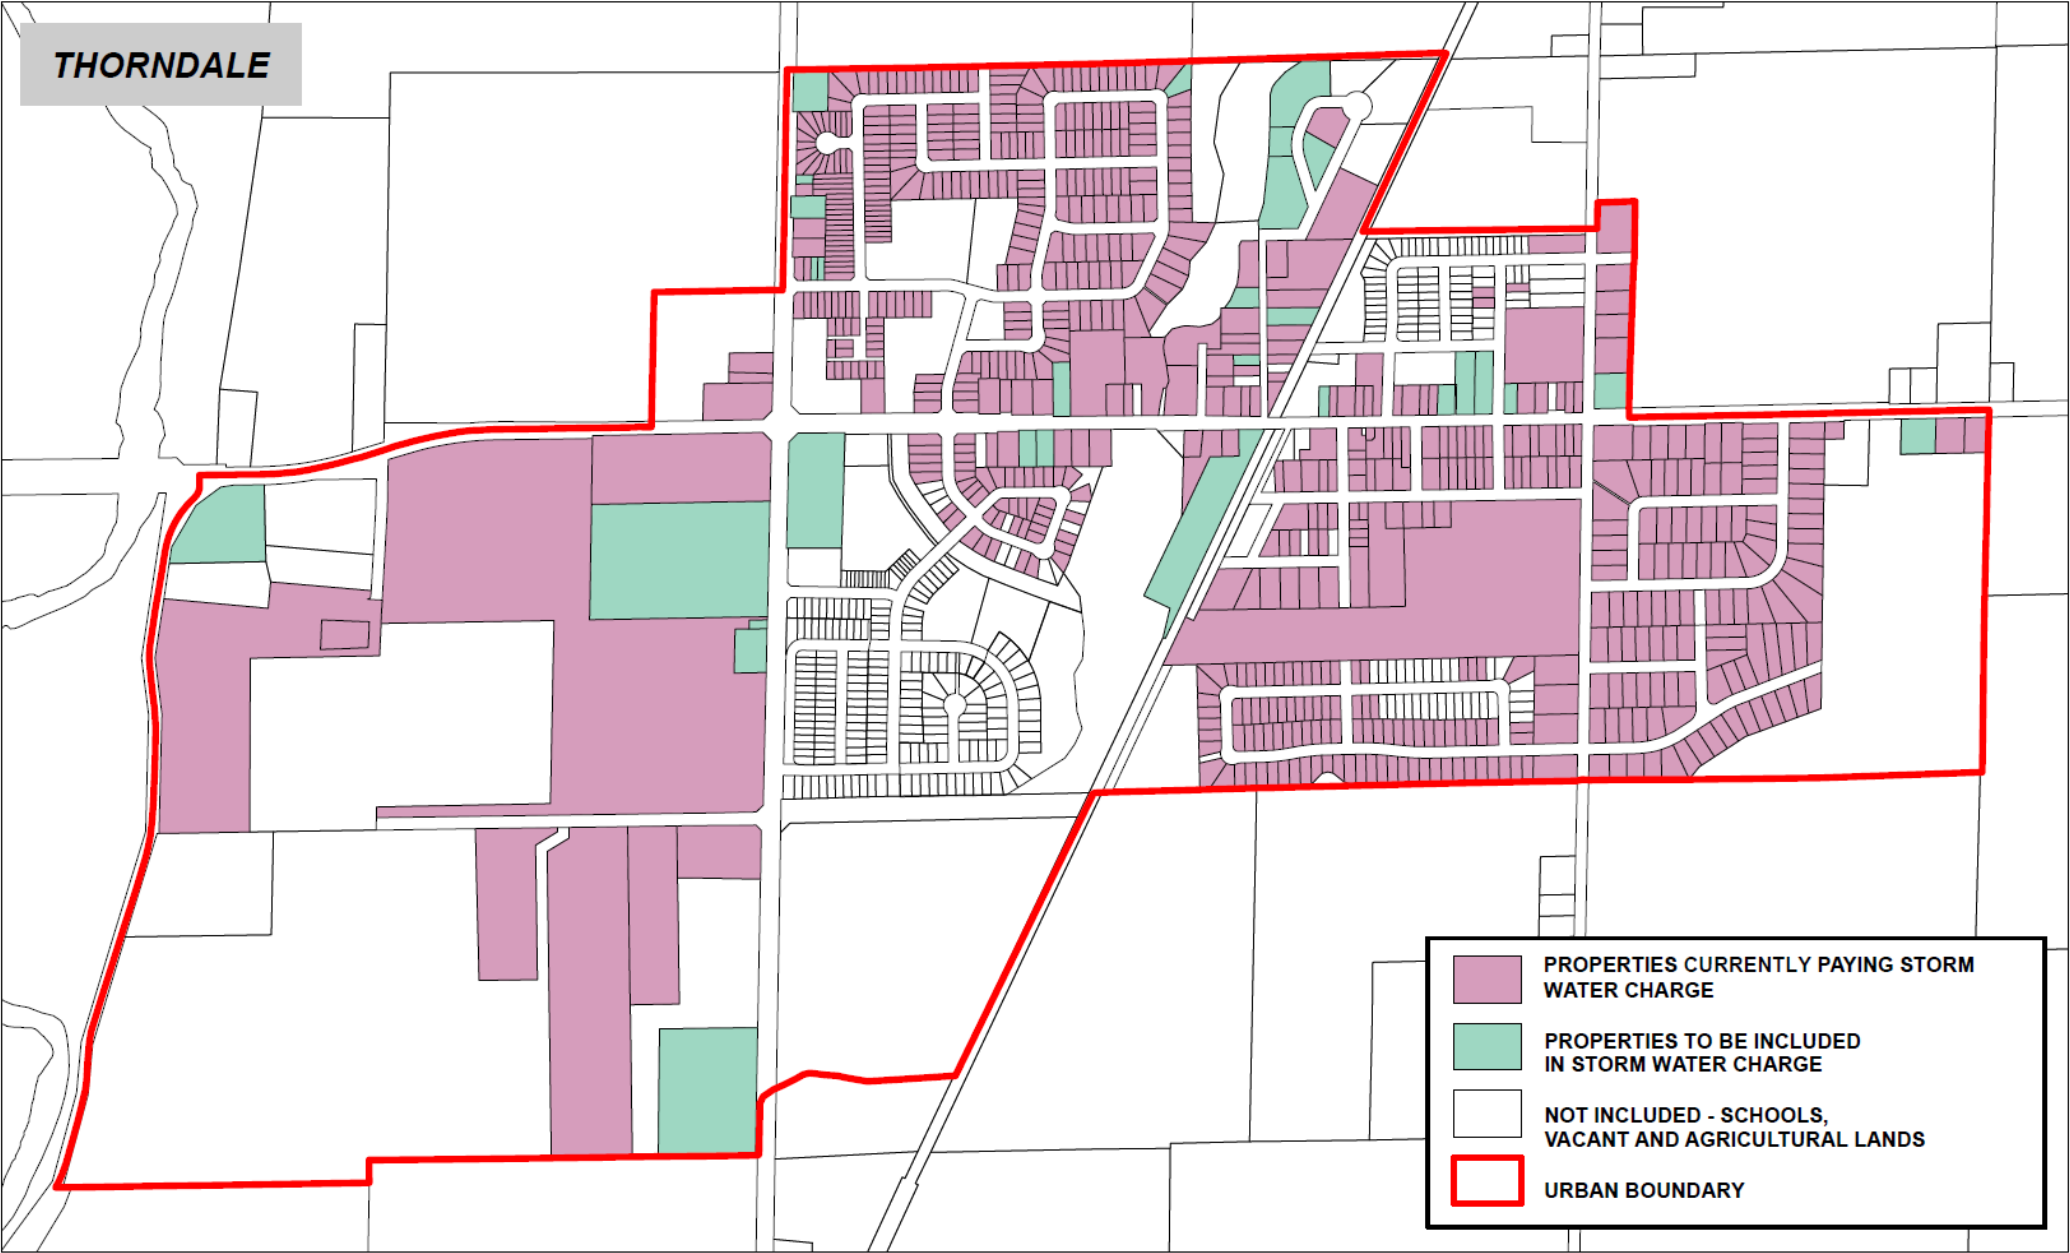 THORNDALE
PROPERTIES CURRENTLY PAYING STORM
WATER CHARGE
PROPERTIES TO BE INCLUDED
IN STORM WATER CHARGE
NOT INCLUDED - SCHOOLS,
VACANT AND AGRICULTURAL LANDS
URBAN BOUNDARY